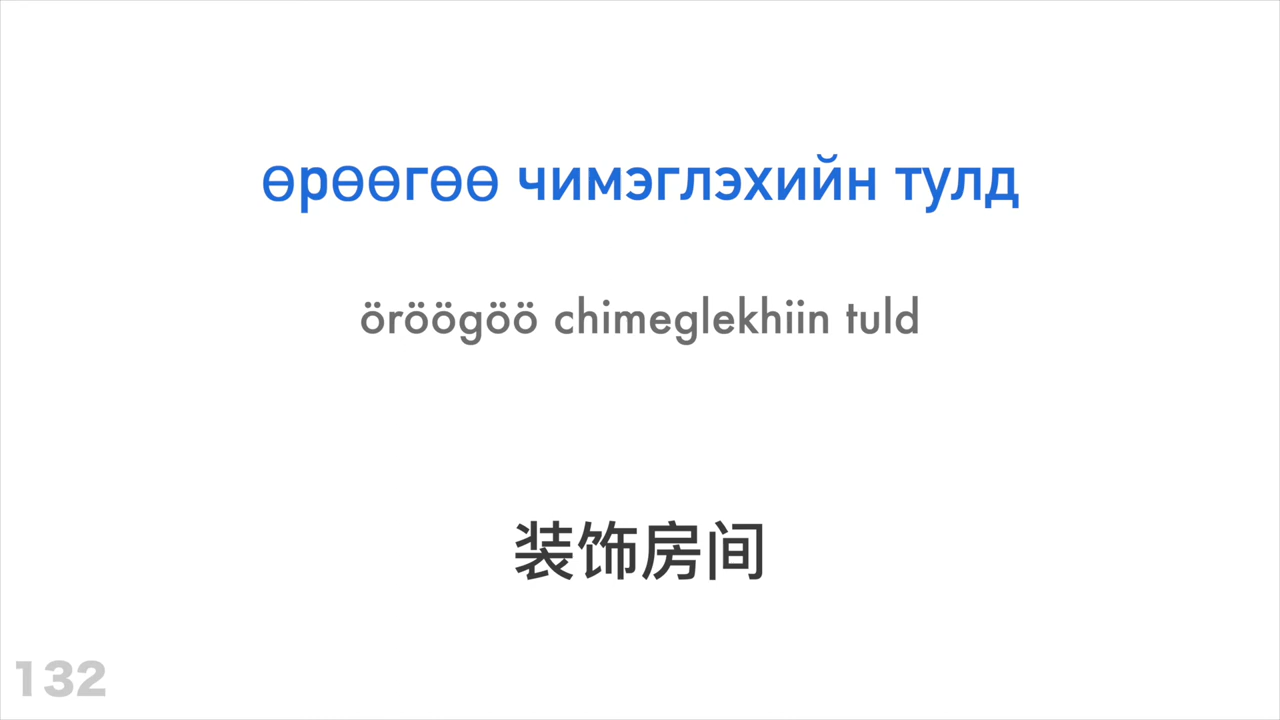 өрөөгөө чимэглэхийн тулд
öröögöö chimeglekhiin tuld
装饰房间
132